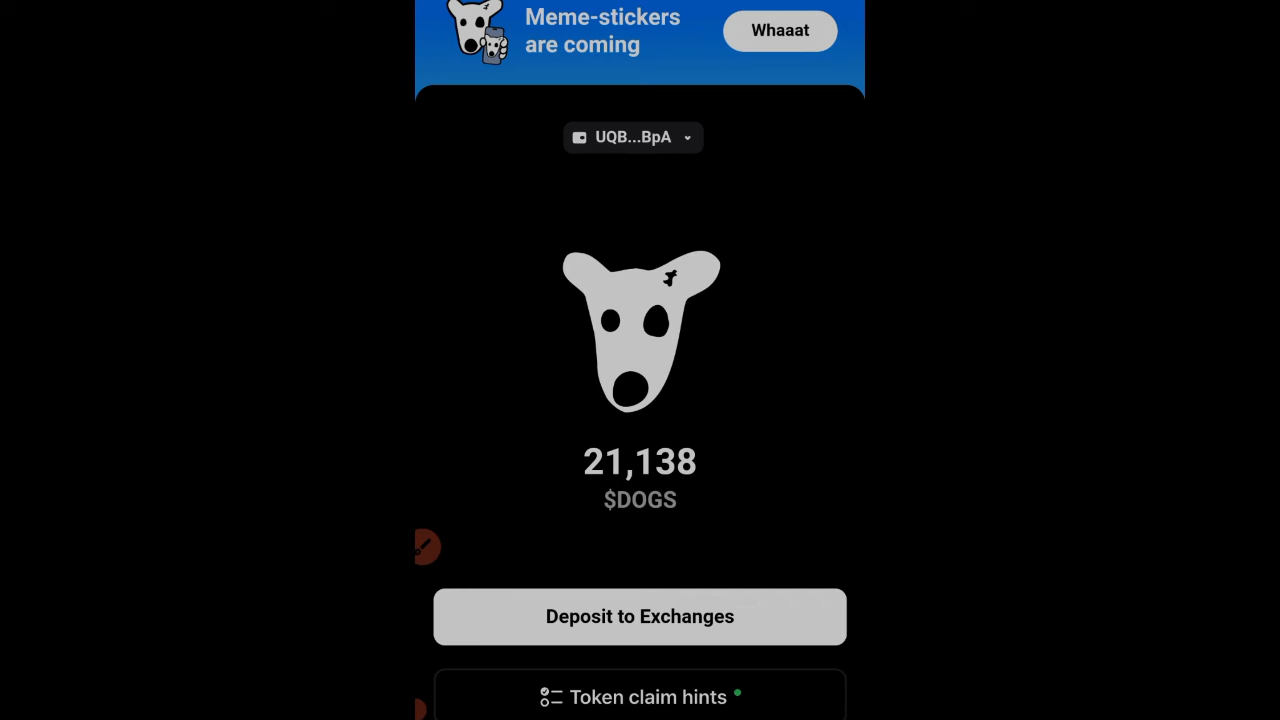 Meme-stickers
are coming
Whaaat
UQB...BpA
21,138
$DOGS
Deposit to Exchanges
Token claim hints